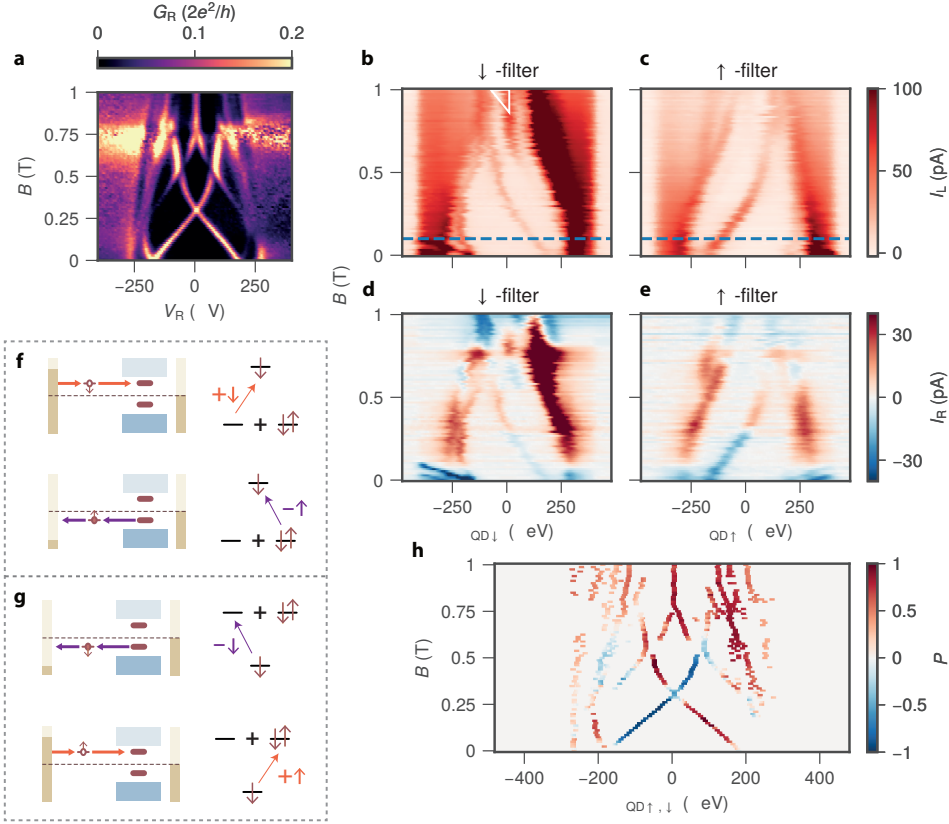 G_R (2e²/h)
0 0.1 0.2
a
1
0.75
0.5
0.25
0
B (T)
−250 0 250
V_R ( V)
b
↓ -filter
1
0.5
0
c
↑ -filter
100
50
0
I_L (pA)
B (T)
d
↓ -filter
1
0.5
0
−250 0 250
QD↓ ( eV)
e
↑ -filter
30
0
−30
I_R (pA)
−250 0 250
QD↑ ( eV)
f
+↓
− + ↓↑
−↑
− + ↓↑
g
− + ↓↑
−↓
− + ↓↑
+↑
h
1
0.75
0.5
0.25
0
B (T)
−400 −200 0 200 400
QD↑,↓ ( eV)
1
0.5
0
−0.5
−1
P